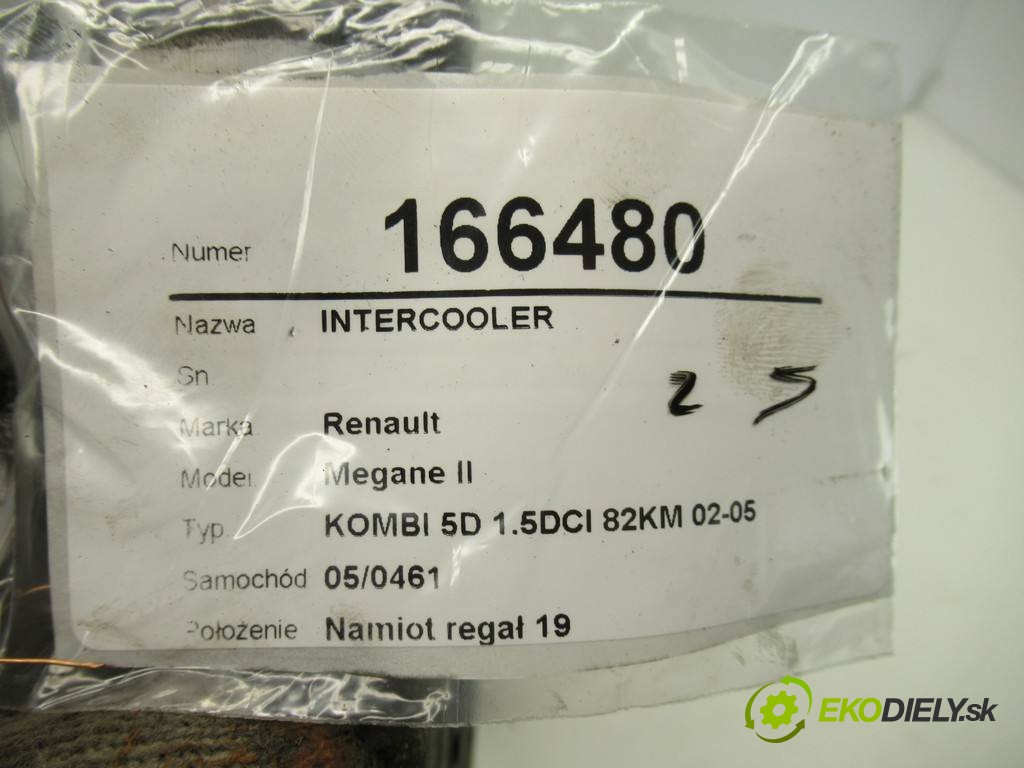 Numer 166480
Nazwa INTERCOOLER
Sn
2 5
Marka Renault
Model Megane II
Typ KOMBI 5D 1.5DCI 82KM 02-05
Samochód 05/0461
Położenie Namiot regał 19
EKODIELY.sk